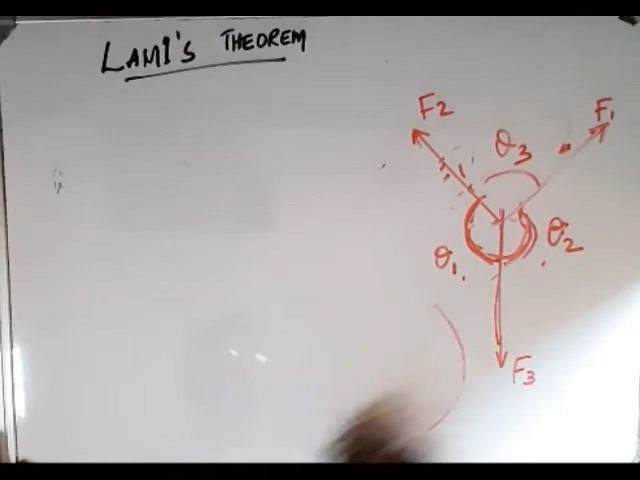 LAMI'S THEOREM
F2
F1
θ3
θ1
θ2
F3